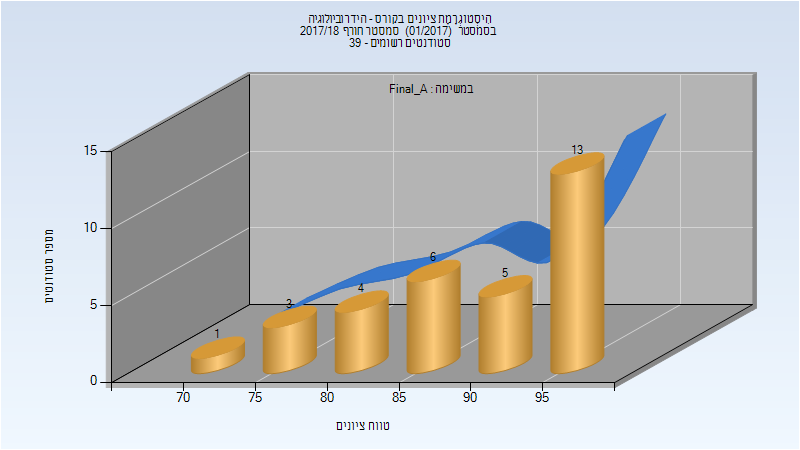 היסטוגרמת ציונים בקורס - הידרוביולוגיה
בסמסטר (01/2017) סמסטר חורף 2017/18
סטודנטים רשומים - 39
במשימה : Final_A
15
10
5
0
מספר סטודנטים
1
3
4
6
5
13
70
75
80
85
90
95
טווח ציונים